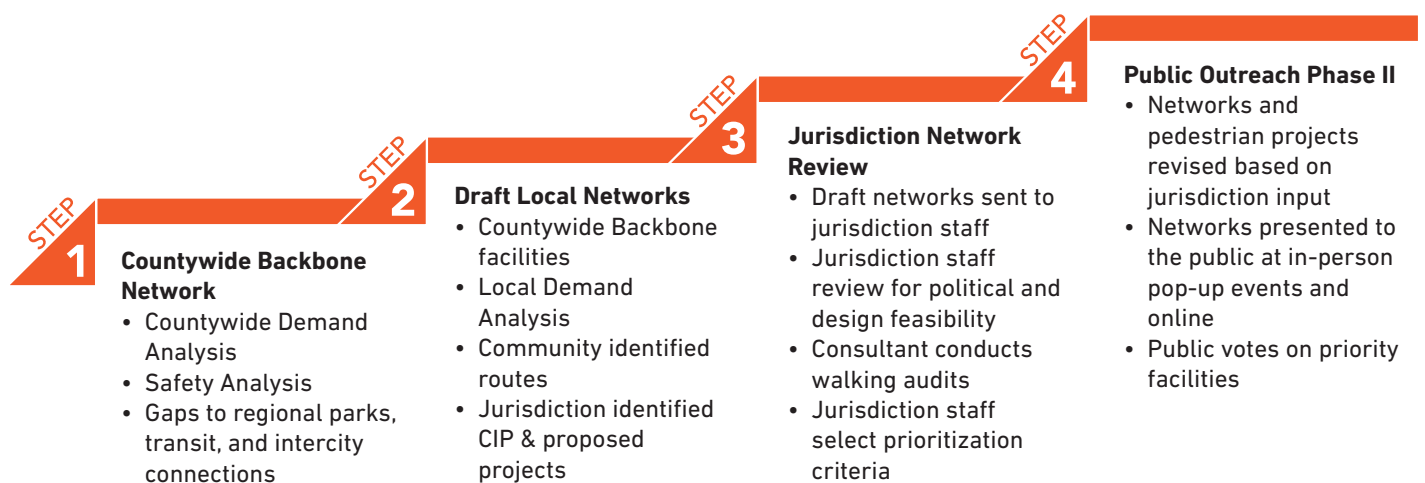 STEP
1
Countywide Backbone
Network
• Countywide Demand
Analysis
• Safety Analysis
• Gaps to regional parks,
transit, and intercity
connections
STEP
2
Draft Local Networks
• Countywide Backbone
facilities
• Local Demand
Analysis
• Community identified
routes
• Jurisdiction identified
CIP & proposed
projects
STEP
3
Jurisdiction Network
Review
• Draft networks sent to
jurisdiction staff
• Jurisdiction staff
review for political and
design feasibility
• Consultant conducts
walking audits
• Jurisdiction staff
select prioritization
criteria
STEP
4
Public Outreach Phase II
• Networks and
pedestrian projects
revised based on
jurisdiction input
• Networks presented to
the public at in-person
pop-up events and
online
• Public votes on priority
facilities